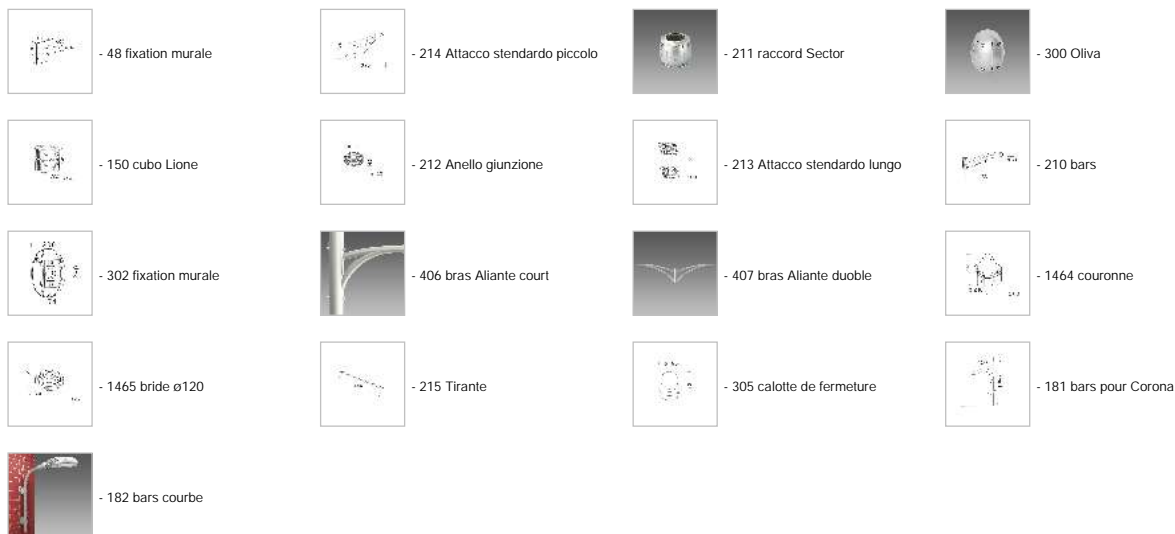 - 48 fixation murale
- 214 Attacco stendardo piccolo
- 211 raccord Sector
- 300 Oliva
- 150 cubo Lione
- 212 Anello giunzione
- 213 Attacco stendardo lungo
- 210 bars
- 302 fixation murale
- 406 bras Aliante court
- 407 bras Aliante duoble
- 1464 couronne
- 1465 bride ø120
- 215 Tirante
- 305 calotte de fermeture
- 181 bars pour Corona
- 182 bars courbe